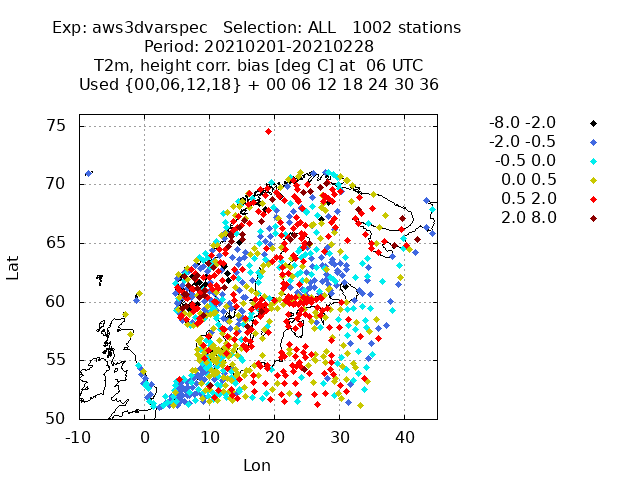 Exp: aws3dvarspec   Selection: ALL   1002 stations
Period: 20210201-20210228
T2m, height corr. bias [deg C] at  06 UTC
Used {00,06,12,18} + 00 06 12 18 24 30 36
-8.0 -2.0
-2.0 -0.5
-0.5 0.0
0.0 0.5
0.5 2.0
2.0 8.0
75
70
65
60
55
50
Lat
-10 0 10 20 30 40
Lon